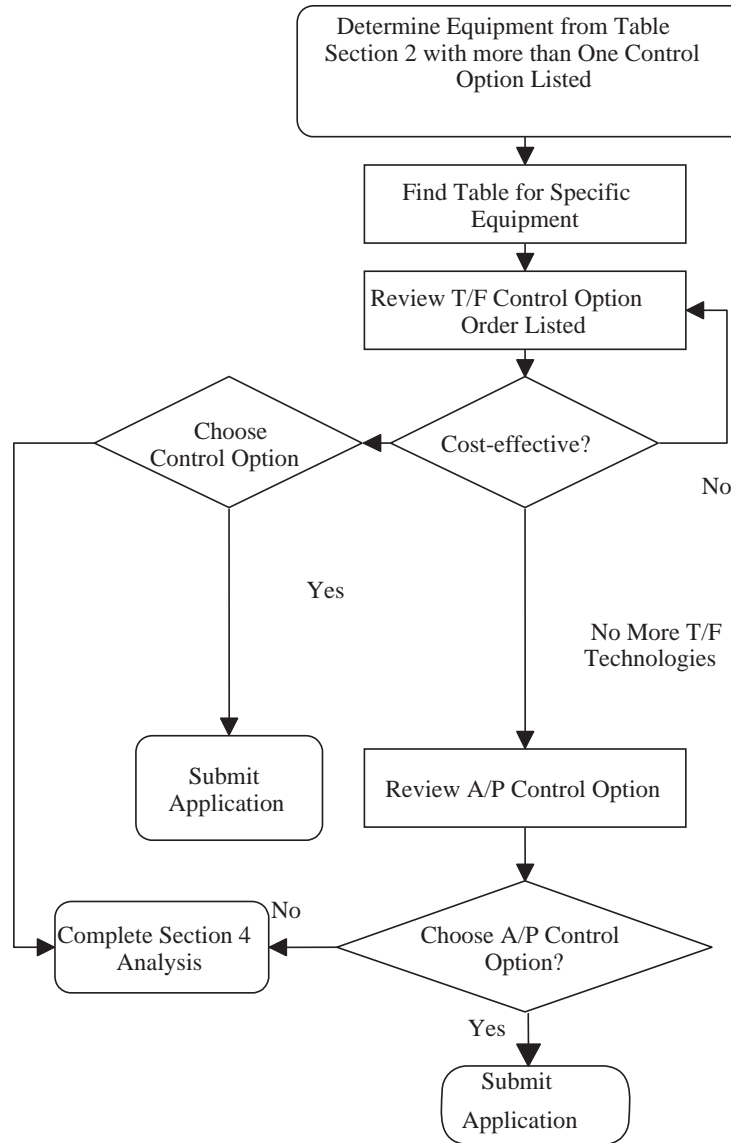 Determine Equipment from Table
Section 2 with more than One Control
Option Listed
Find Table for Specific
Equipment
Review T/F Control Option
Order Listed
Choose
Control Option
Cost-effective?
No
Yes
No More T/F
Technologies
Submit
Application
Review A/P Control Option
No
Complete Section 4
Analysis
Choose A/P Control
Option?
Yes
Submit
Application